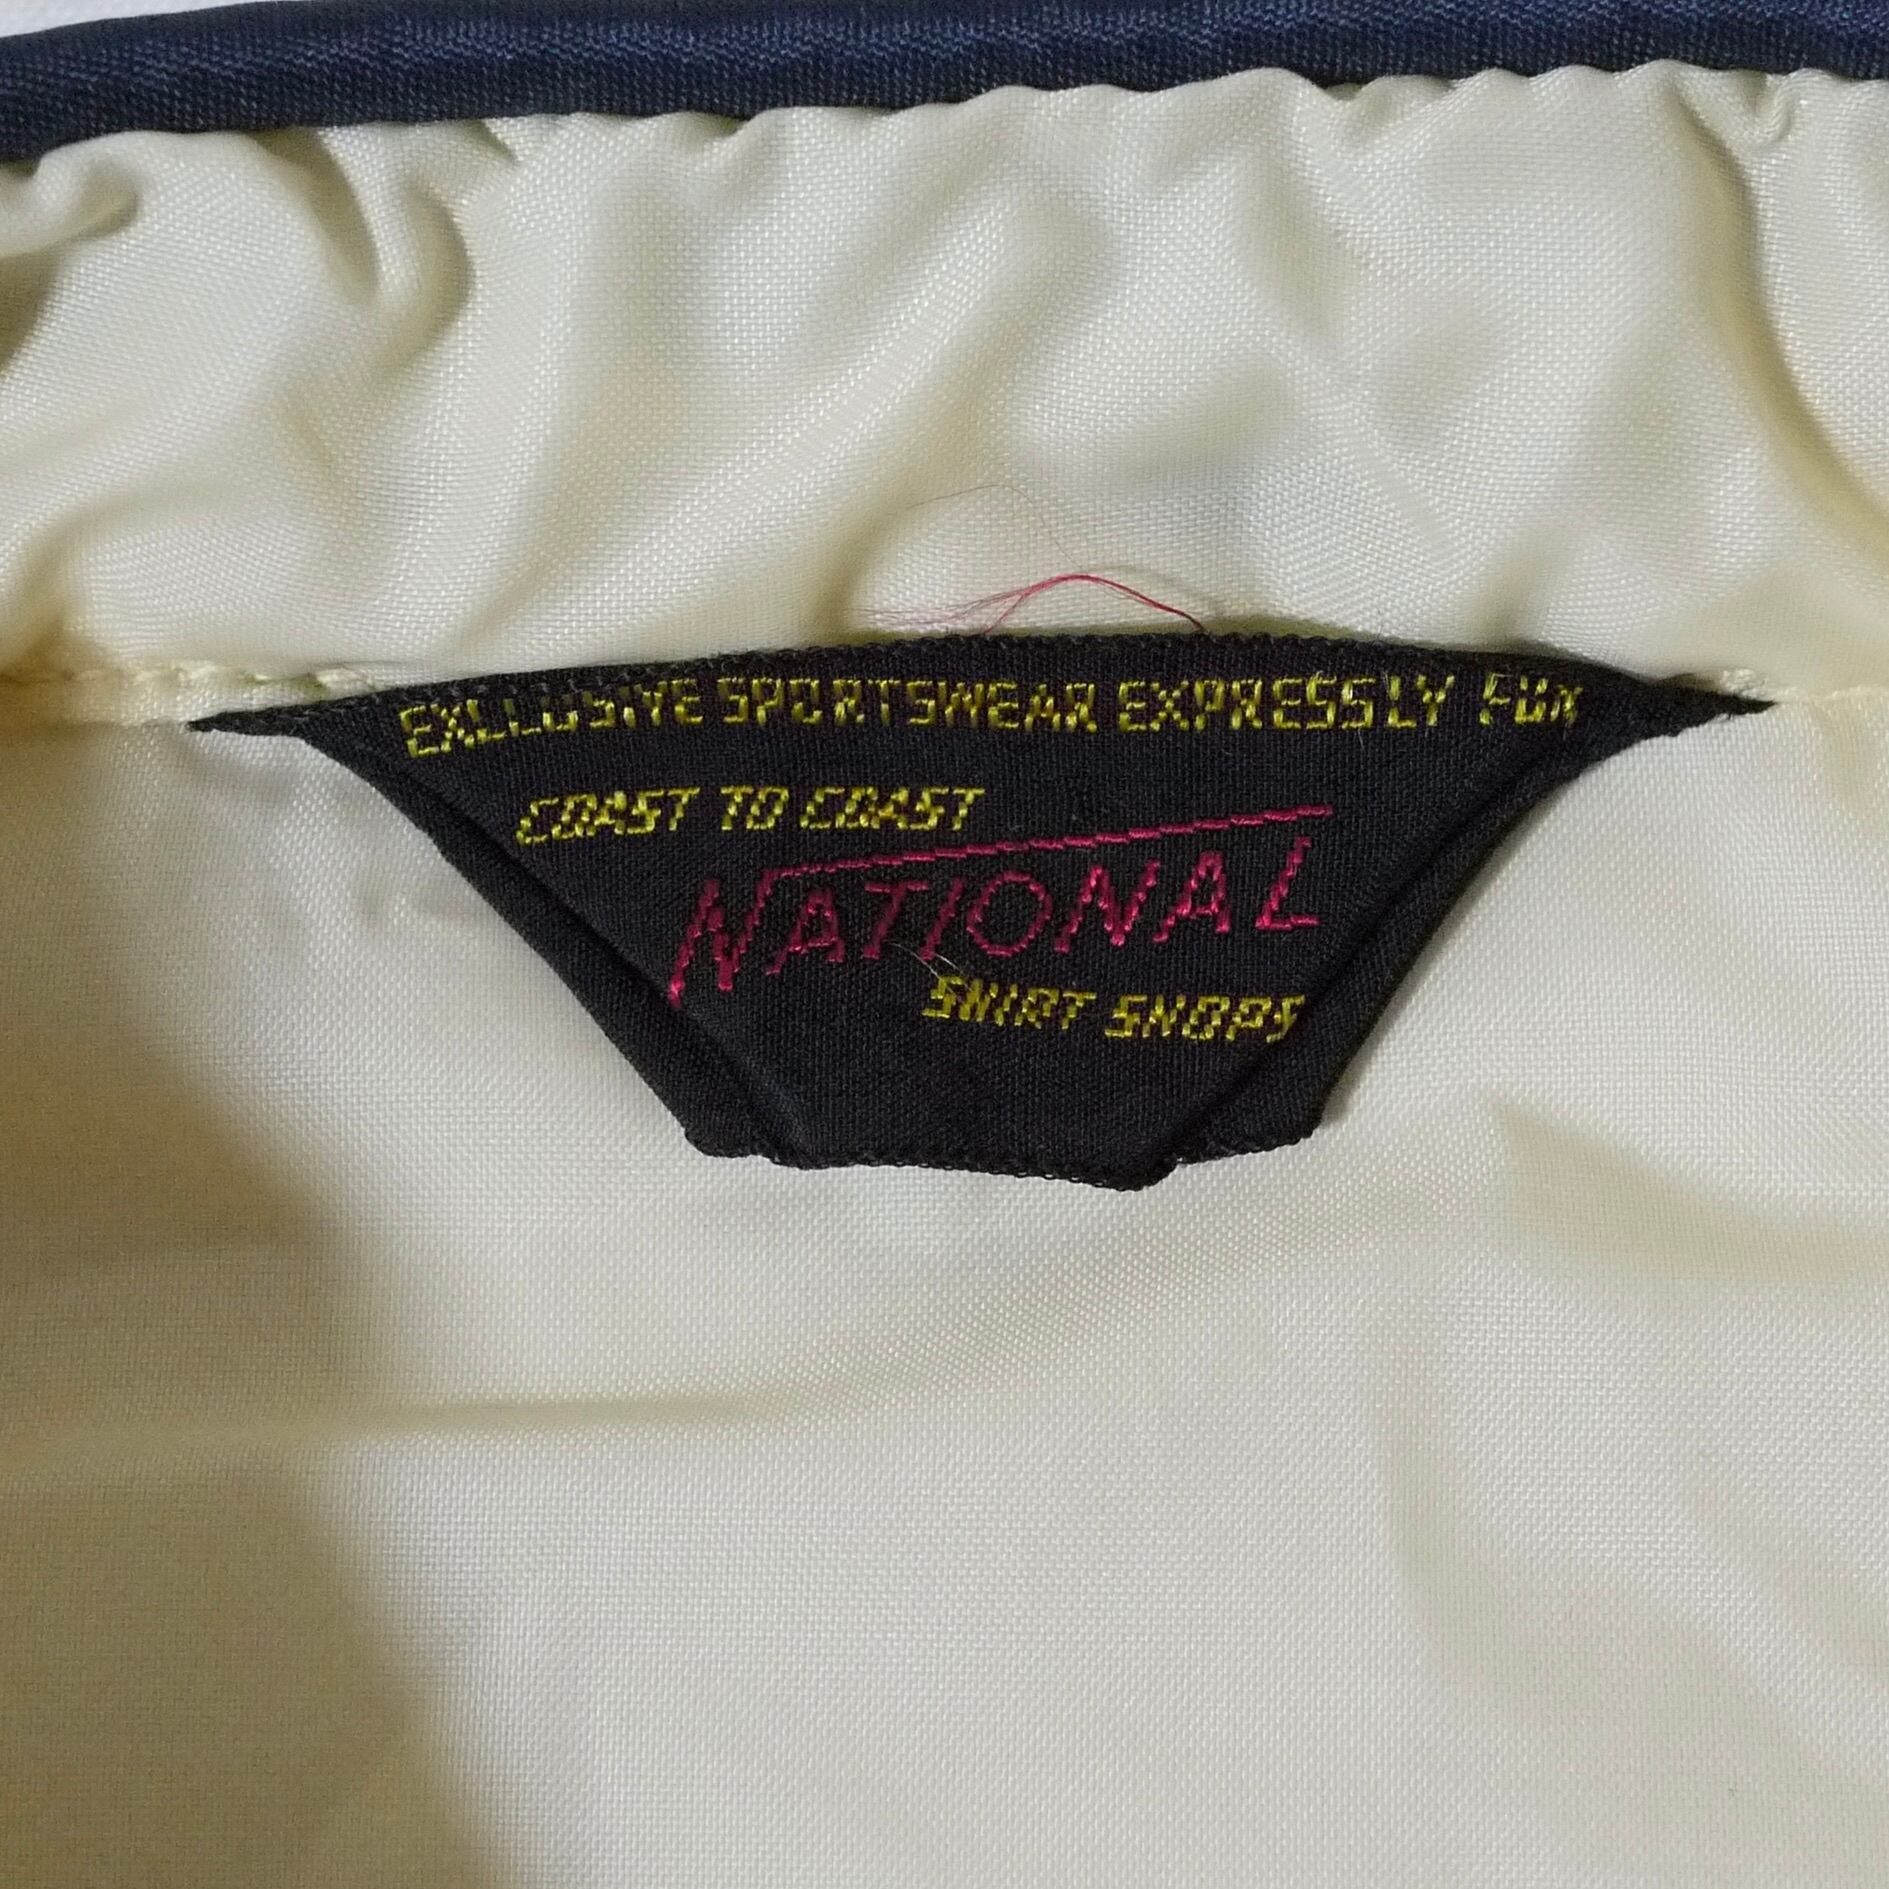 EXCLUSIVE SPORTSWEAR EXPRESSLY FOR
COAST TO COAST
NATIONAL
SHIRT SHOPS